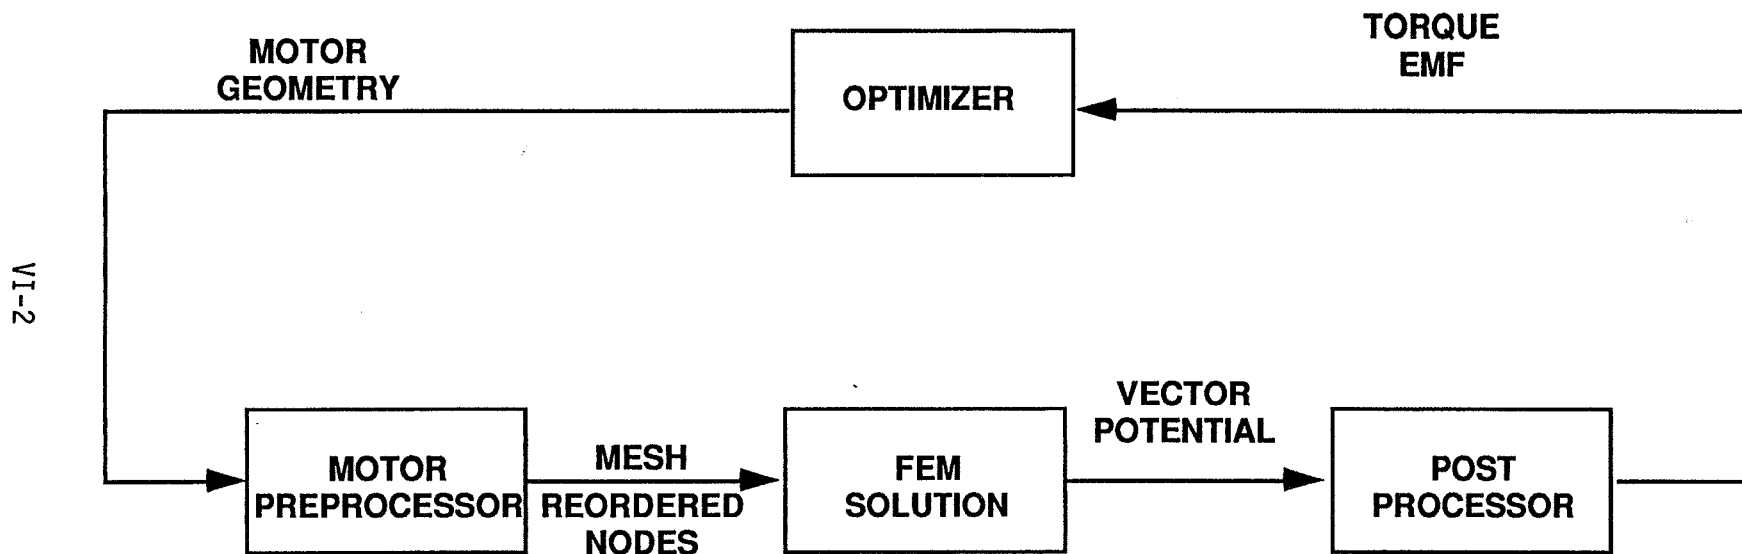 MOTOR
GEOMETRY
OPTIMIZER
TORQUE
EMF
VI-2
MOTOR
PREPROCESSOR
MESH
REORDERED
NODES
FEM
SOLUTION
VECTOR
POTENTIAL
POST
PROCESSOR